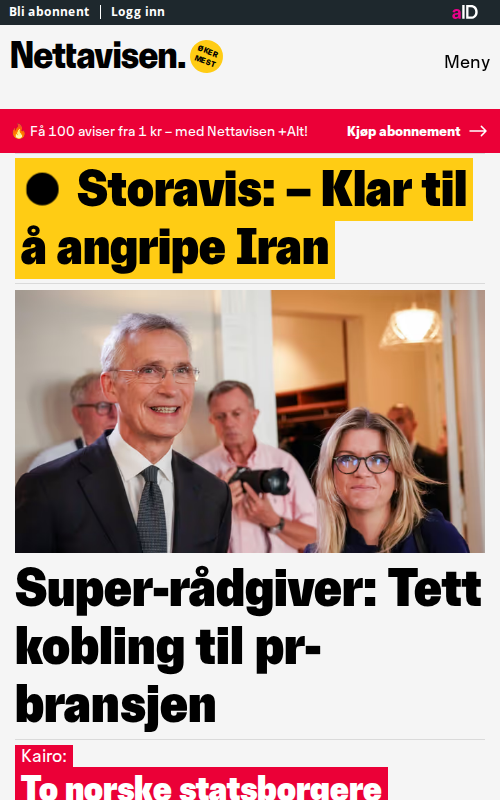 Bli abonnent | Logg inn
aID
Nettavisen.
ØKER
MEST
Meny
Få 100 aviser fra 1 kr – med Nettavisen +Alt!
Kjøp abonnement
Storavis: – Klar til
å angripe Iran
Super-rådgiver: Tett
kobling til pr-
bransjen
Kairo:
To norske statsborgere